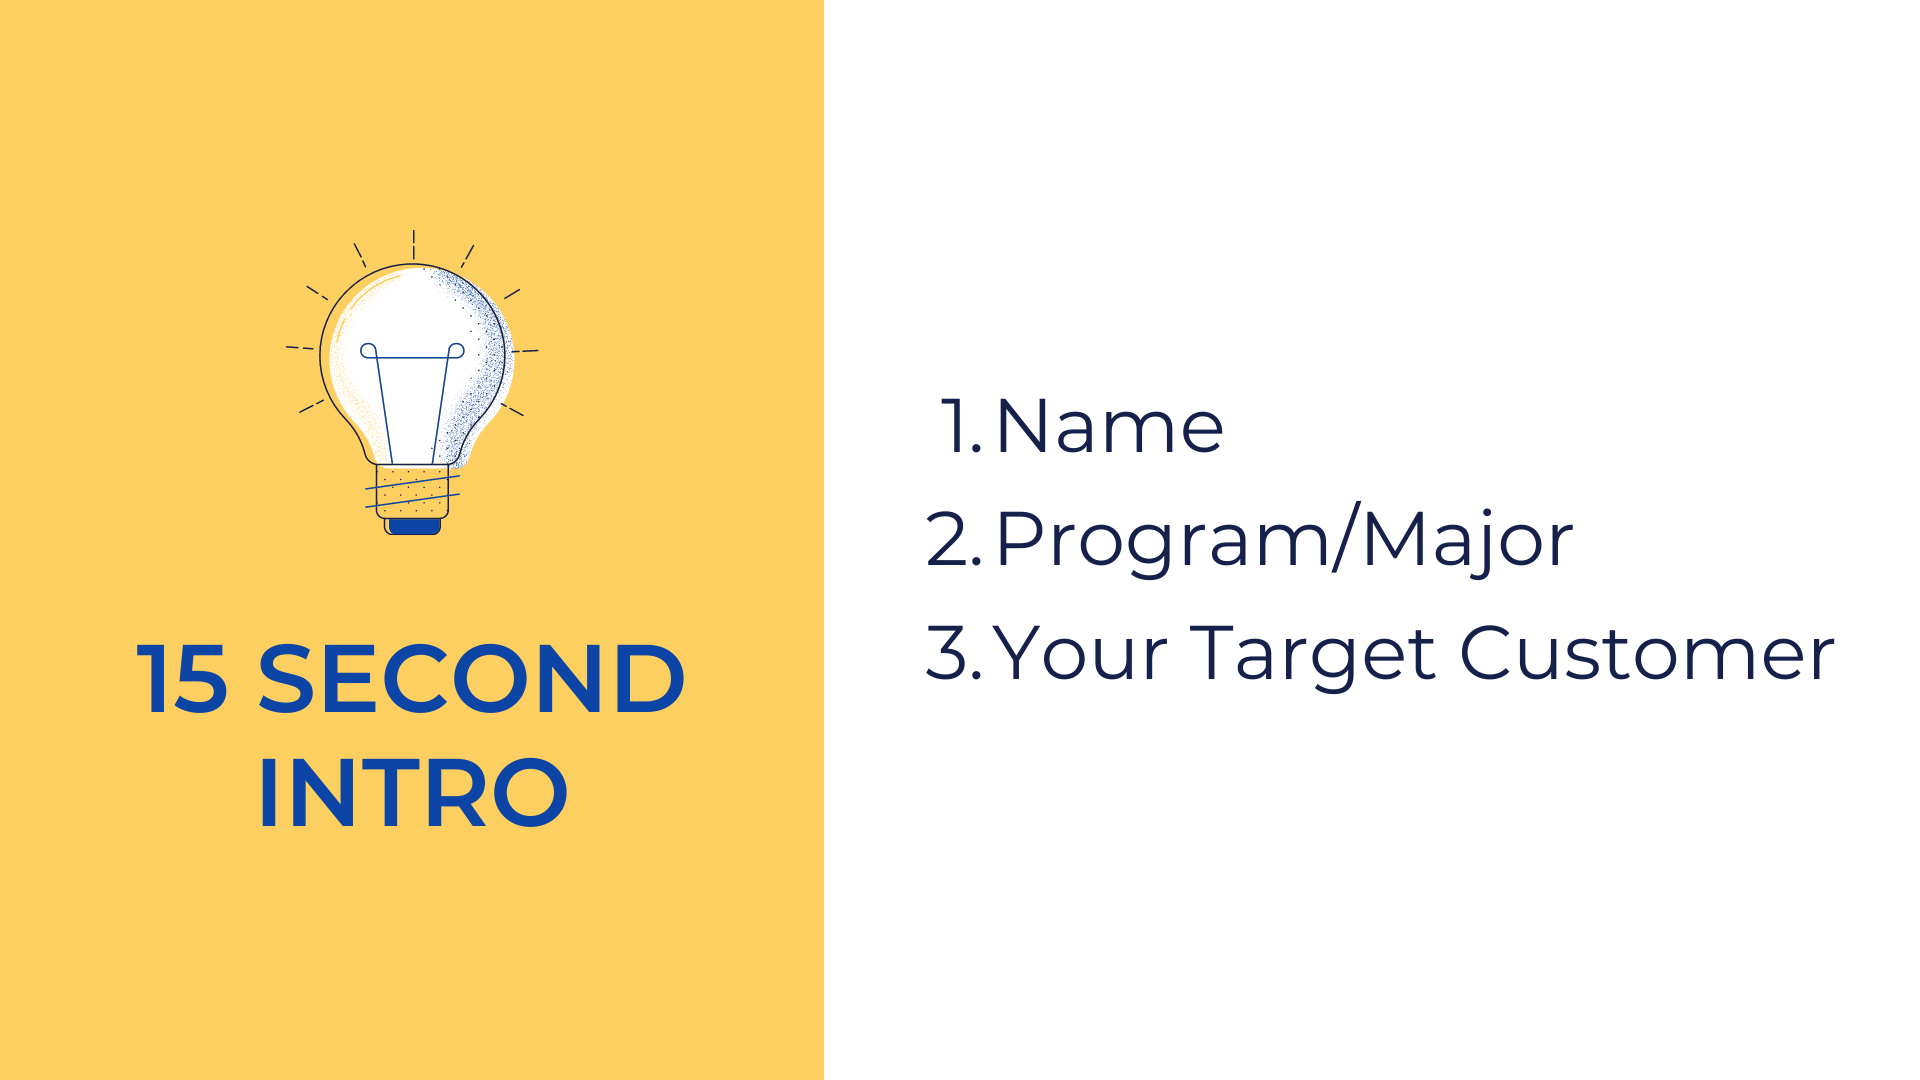 15 SECOND
INTRO
1. Name
2. Program/Major
3. Your Target Customer